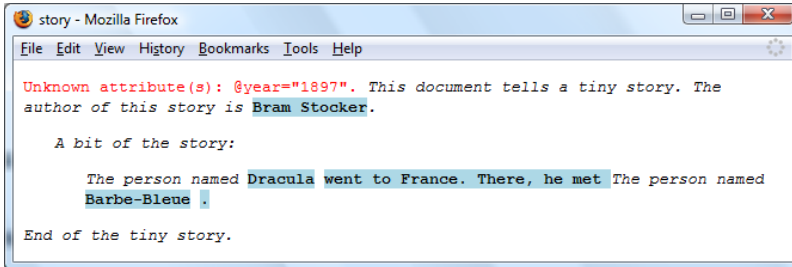 story - Mozilla Firefox
File Edit View History Bookmarks Tools Help
Unknown attribute(s): @year="1897". This document tells a tiny story. The
author of this story is Bram Stocker.
A bit of the story:
The person named Dracula went to France. There, he met The person named
Barbe-Bleue .
End of the tiny story.